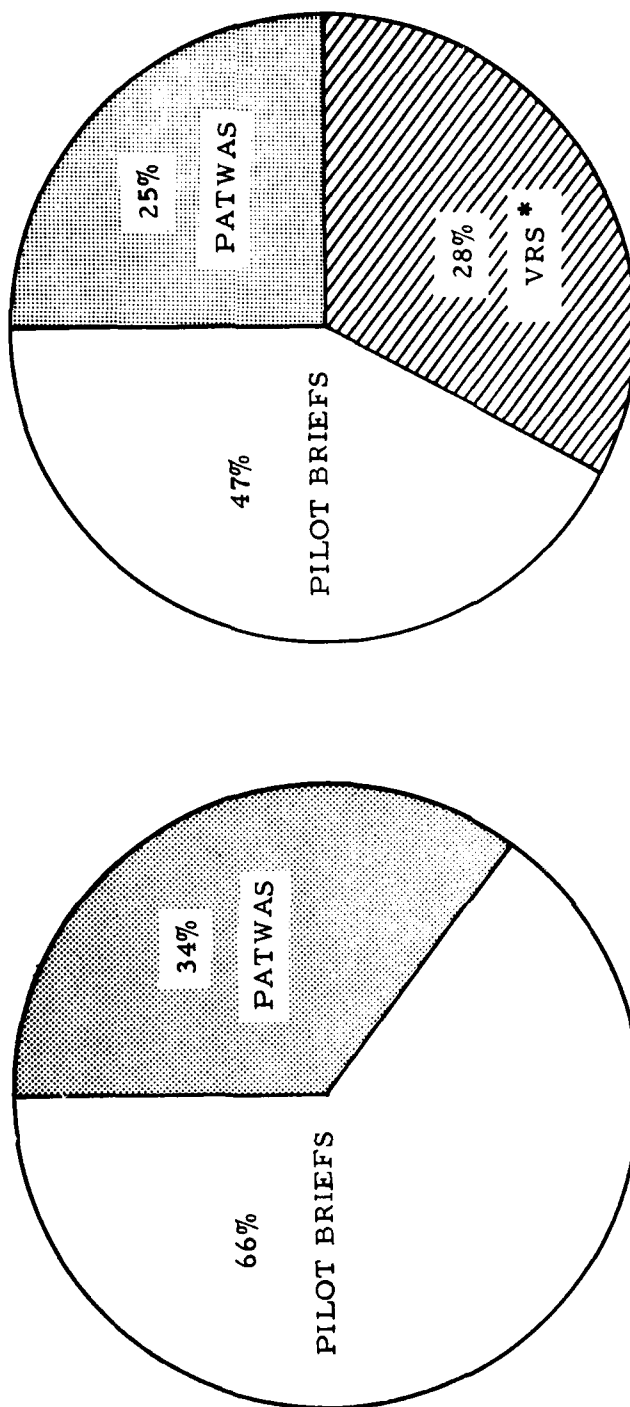 66%
PILOT BRIEFS
34%
PATWAS
47%
PILOT BRIEFS
25%
PATWAS
28%
VRS *